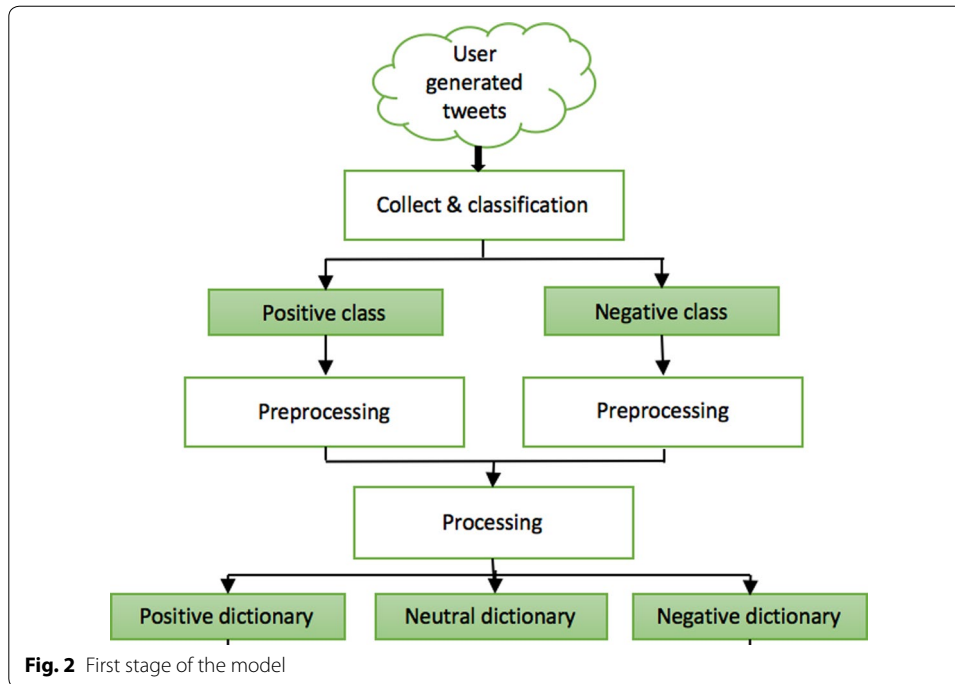 User
generated
tweets
Collect & classification
Positive class
Negative class
Preprocessing
Preprocessing
Processing
Positive dictionary
Neutral dictionary
Negative dictionary
Fig. 2 First stage of the model